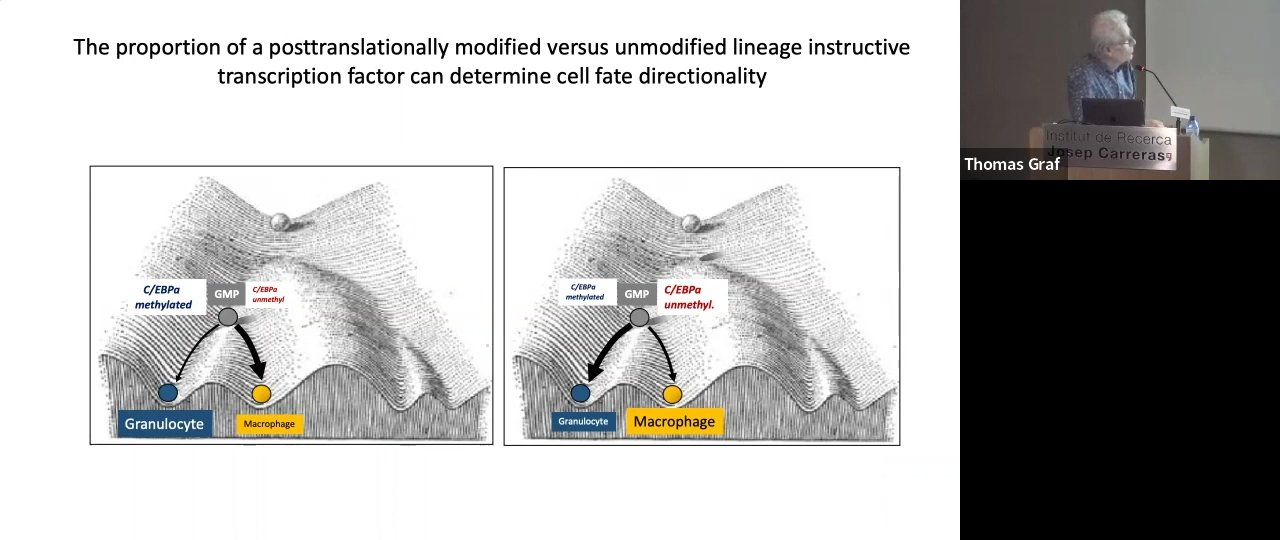 The proportion of a posttranslationally modified versus unmodified lineage instructive
transcription factor can determine cell fate directionality
C/EBPa
methylated
GMP
C/EBPa
unmethyl
Granulocyte
Macrophage
C/EBPa
methylated
GMP
C/EBPa
unmethyl.
Granulocyte
Macrophage
Institut de Recerca
Josep Carreras
Thomas Graf